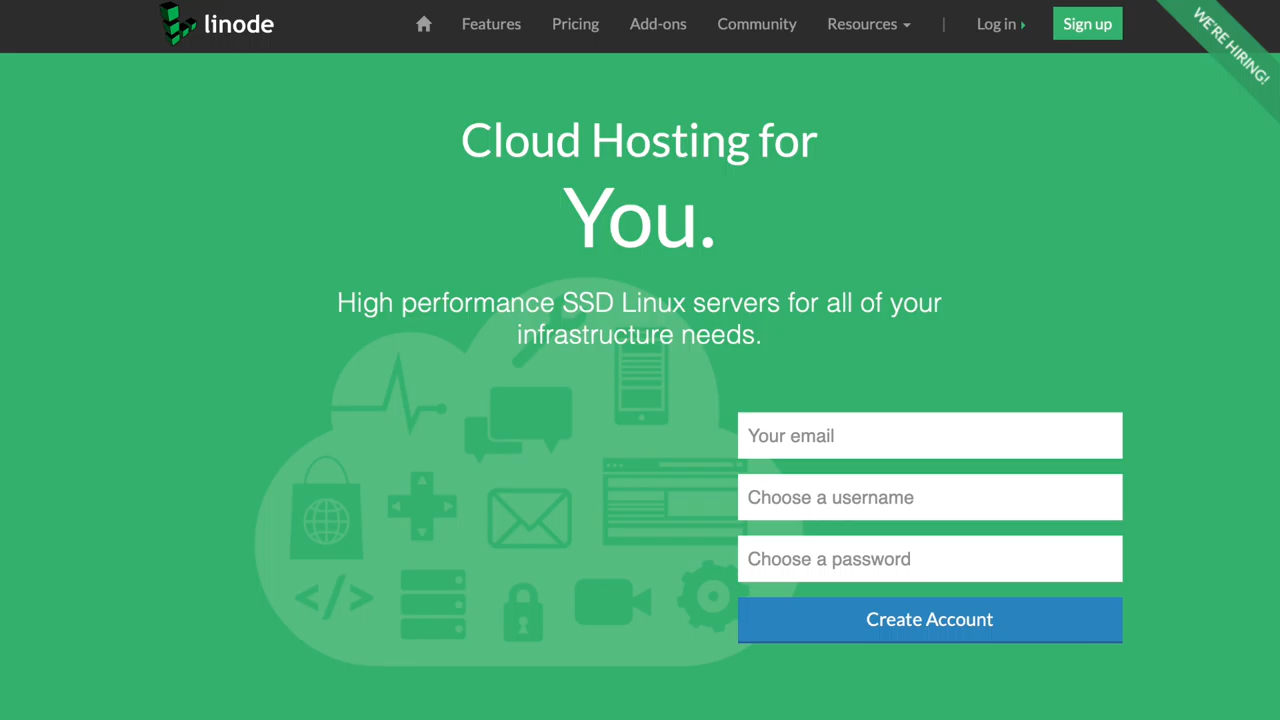 linode
Features
Pricing
Add-ons
Community
Resources
|
Log in
Sign up
WE'RE HIRING!
Cloud Hosting for
You.
High performance SSD Linux servers for all of your
infrastructure needs.
Your email
Choose a username
Choose a password
</>
Create Account